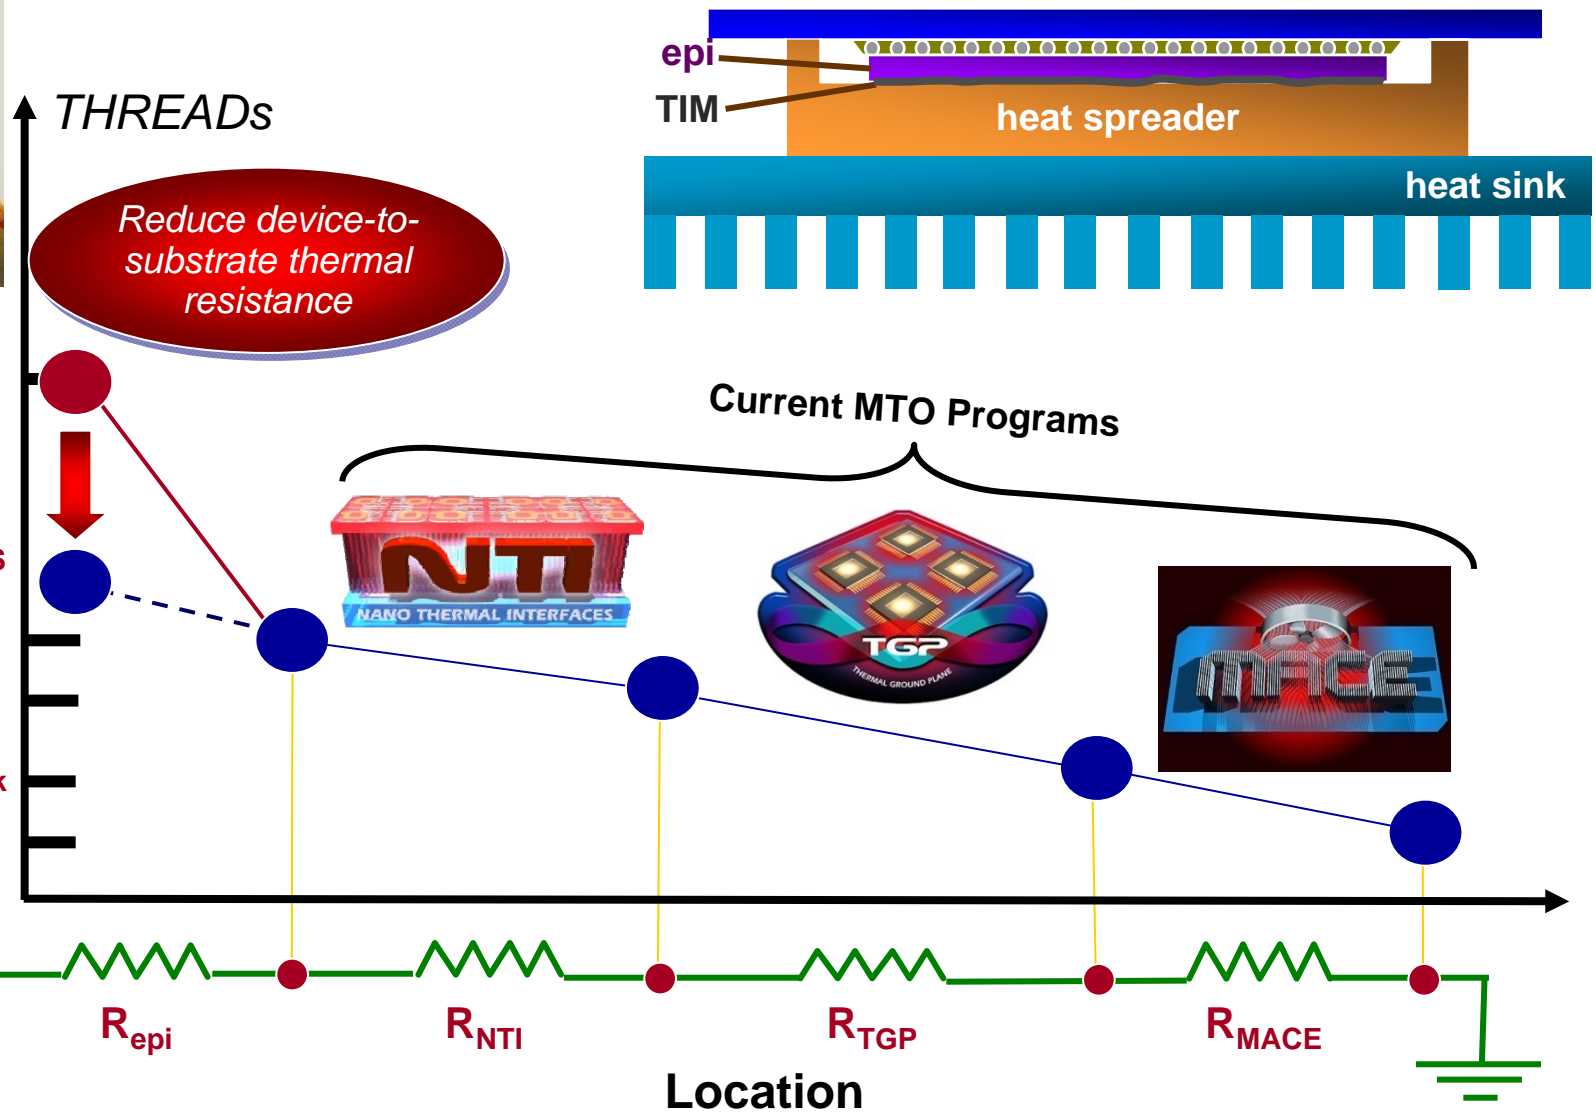 epi
TIM
heat spreader
heat sink
THREADs
Reduce device-to-
substrate thermal
resistance
Current MTO Programs
NTI
NANO THERMAL INTERFACES
TGP
THERMAL GROUND PLANE
MACE
s
k
Repi
RNTI
RTGP
RMACE
Location